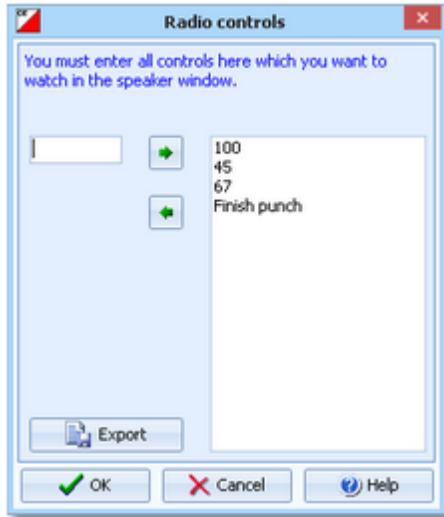 Radio controls
You must enter all controls here which you want to
watch in the speaker window.
100
45
67
Finish punch
Export
OK
Cancel
Help